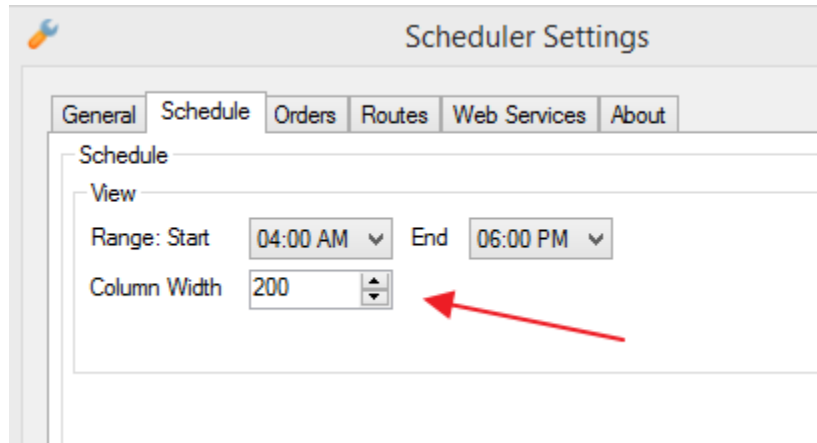 Scheduler Settings
General Schedule Orders Routes Web Services About
Schedule
View
Range: Start 04:00 AM End 06:00 PM
Column Width 200